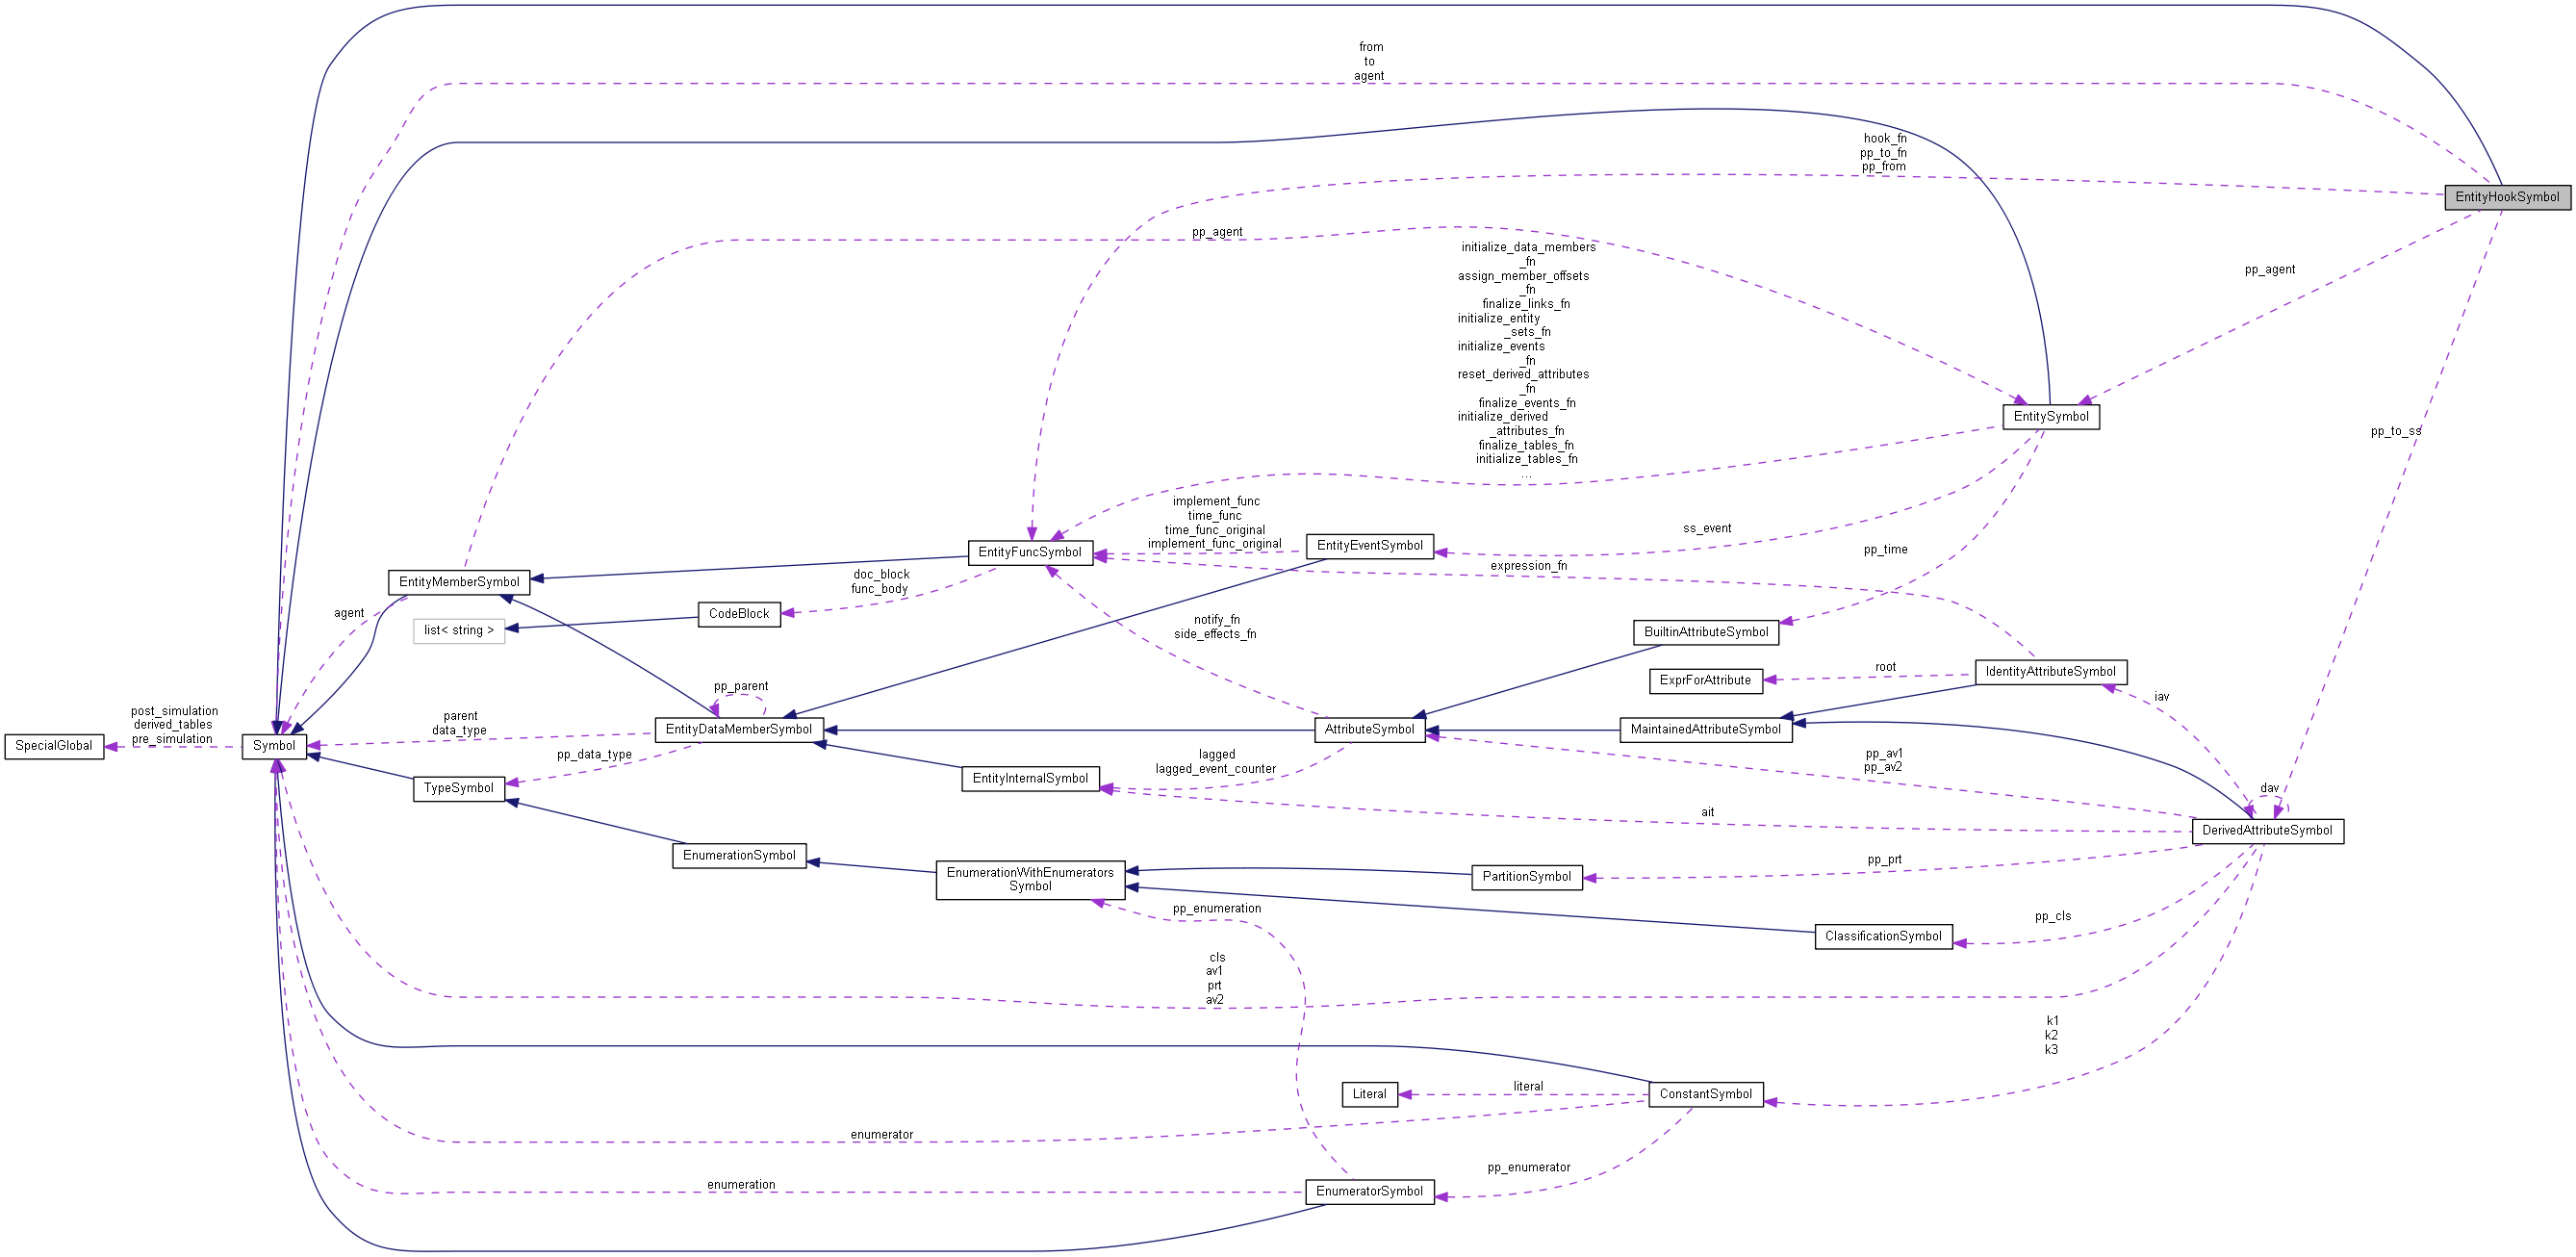 from
to
agent
hook_fn
pp_to_fn
pp_from
EntityHookSymbol
pp_agent
initialize_data_members
_fn
assign_member_offsets
_fn
finalize_links_fn
initialize_entity
_sets_fn
initialize_events
_fn
reset_derived_attributes
_fn
finalize_events_fn
initialize_derived
_attributes_fn
finalize_tables_fn
initialize_tables_fn
...
pp_agent
EntitySymbol
pp_to_ss
implement_func
time_func
time_func_original
implement_func_original
ss_event
EntityFuncSymbol
EntityEventSymbol
pp_time
expression_fn
EntityMemberSymbol
doc_block
func_body
agent
CodeBlock
list< string >
notify_fn
side_effects_fn
BuiltinAttributeSymbol
root
IdentityAttributeSymbol
ExprForAttribute
pp_parent
iav
post_simulation
derived_tables
pre_simulation
parent
data_type
SpecialGlobal
Symbol
EntityDataMemberSymbol
AttributeSymbol
MaintainedAttributeSymbol
pp_data_type
lagged
lagged_event_counter
pp_av1
pp_av2
TypeSymbol
EntityInternalSymbol
dav
ait
DerivedAttributeSymbol
EnumerationSymbol
pp_prt
EnumerationWithEnumerators
Symbol
PartitionSymbol
pp_enumeration
pp_cls
ClassificationSymbol
cls
av1
prt
av2
k1
k2
k3
Literal
literal
ConstantSymbol
enumerator
pp_enumerator
enumeration
EnumeratorSymbol